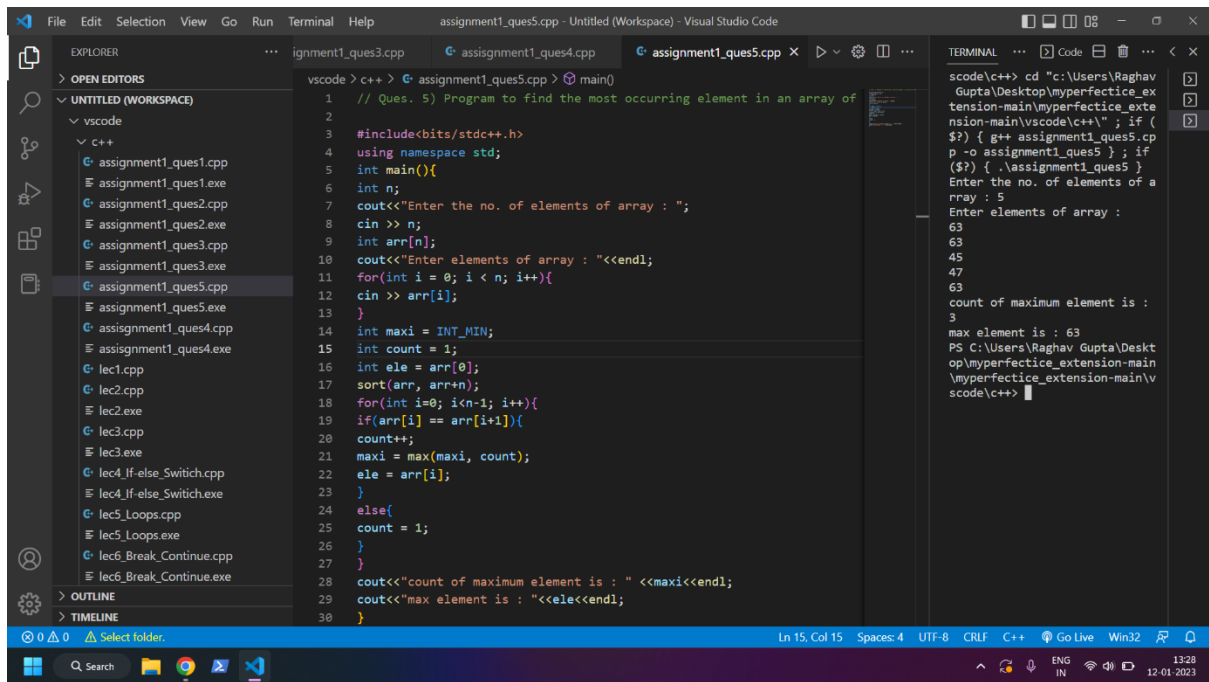 File Edit Selection View Go Run Terminal Help assignment1_ques5.cpp - Untitled (Workspace) - Visual Studio Code
EXPLORER
OPEN EDITORS
UNTITLED (WORKSPACE)
vscode
c++
assignment1_ques1.cpp
assignment1_ques1.exe
assignment1_ques2.cpp
assignment1_ques2.exe
assignment1_ques3.cpp
assignment1_ques3.exe
assignment1_ques5.cpp
assignment1_ques5.exe
assisgnment1_ques4.cpp
assisgnment1_ques4.exe
lec1.cpp
lec2.cpp
lec2.exe
lec3.cpp
lec3.exe
lec4_If-else_Switich.cpp
lec4_If-else_Switich.exe
lec5_Loops.cpp
lec5_Loops.exe
lec6_Break_Continue.cpp
lec6_Break_Continue.exe
OUTLINE
TIMELINE
ignment1_ques3.cpp assisgnment1_ques4.cpp assignment1_ques5.cpp
vscode > c++ > assignment1_ques5.cpp > main()
1 // Ques. 5) Program to find the most occurring element in an array of
2
3 #include<bits/stdc++.h>
4 using namespace std;
5 int main(){
6 int n;
7 cout<<"Enter the no. of elements of array : ";
8 cin >> n;
9 int arr[n];
10 cout<<"Enter elements of array : "<<endl;
11 for(int i = 0; i < n; i++){
12 cin >> arr[i];
13 }
14 int maxi = INT_MIN;
15 int count = 1;
16 int ele = arr[0];
17 sort(arr, arr+n);
18 for(int i=0; i<n-1; i++){
19 if(arr[i] == arr[i+1]){
20 count++;
21 maxi = max(maxi, count);
22 ele = arr[i];
23 }
24 else{
25 count = 1;
26 }
27 }
28 cout<<"count of maximum element is : " <<maxi<<endl;
29 cout<<"max element is : "<<ele<<endl;
30 }
TERMINAL Code
scode\c++> cd "c:\Users\Raghav
Gupta\Desktop\myperfectice_ex
tension-main\myperfectice_exte
nsion-main\vscode\c++\" ; if (
$?) { g++ assignment1_ques5.cp
p -o assignment1_ques5 } ; if
($?) { .\assignment1_ques5 }
Enter the no. of elements of a
rray : 5
Enter elements of array :
63
63
45
47
63
count of maximum element is :
3
max element is : 63
PS C:\Users\Raghav Gupta\Deskt
op\myperfectice_extension-main
\myperfectice_extension-main\v
scode\c++>
0 0 Select folder. Ln 15, Col 15 Spaces: 4 UTF-8 CRLF C++ Go Live Win32
Search ENG IN 13:28 12-01-2023